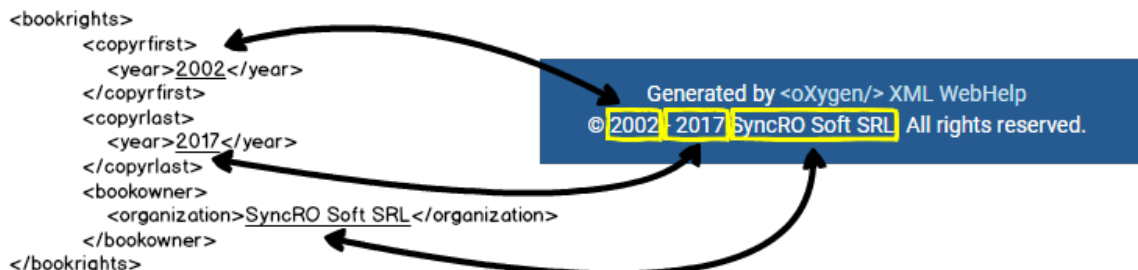 <bookrights>
<copyrfirst>
<year>2002</year>
</copyrfirst>
<copyrlast>
<year>2017</year>
</copyrlast>
<bookowner>
<organization>SyncRO Soft SRL</organization>
</bookowner>
</bookrights>
Generated by <oXygen/> XML WebHelp
© 2002 - 2017 SyncRO Soft SRL. All rights reserved.